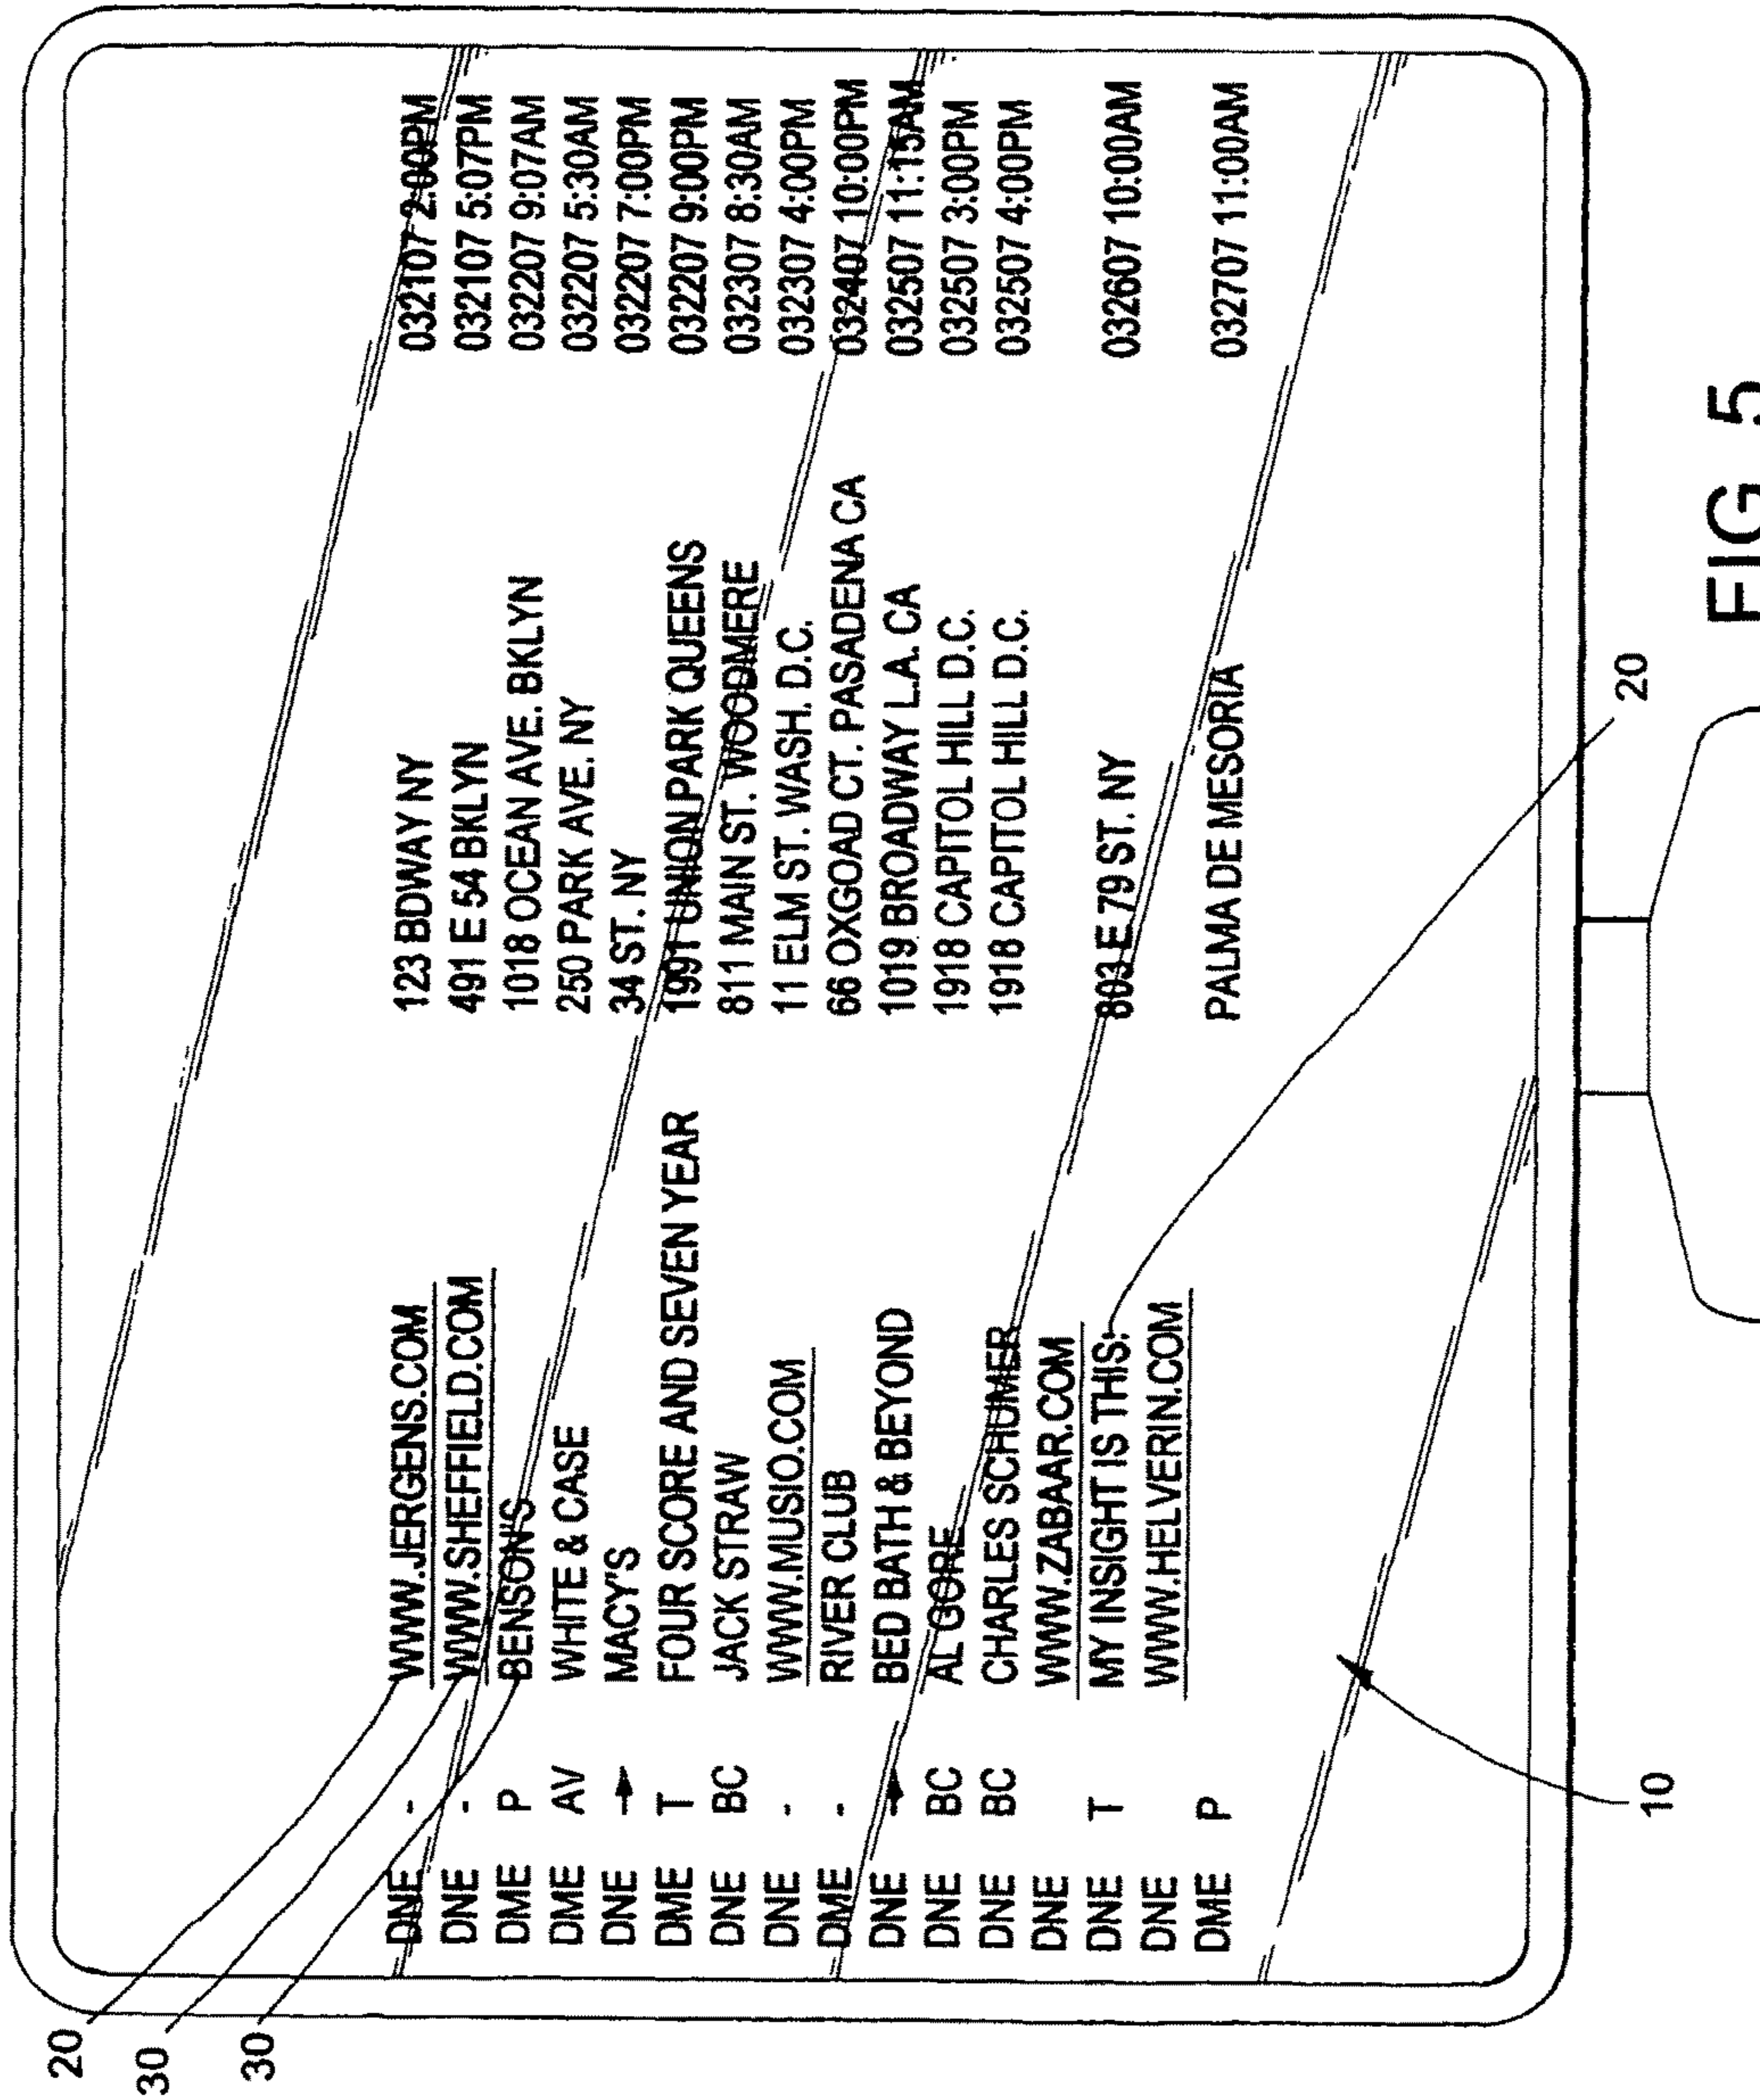 20
30
30
DNE - WWW.JERGENS.COM 123 BDWAY NY 032107 2:00PM
DNE - WWW.SHEFFIELD.COM 491 E 54 BKLYN 032107 5:07PM
DME P BENSON'S 1018 OCEAN AVE. BKLYN 032207 9:07AM
DME AV WHITE & CASE 250 PARK AVE. NY 032207 5:30AM
DNE → MACY'S 34 ST. NY 032207 7:00PM
DME T FOUR SCORE AND SEVEN YEAR 1991 UNION PARK QUEENS 032207 9:00PM
DNE BC JACK STRAW 811 MAIN ST. WOODMERE 032307 8:30AM
DNE - WWW.MUSIO.COM 11 ELM ST. WASH. D.C. 032307 4:00PM
DME - RIVER CLUB 66 OXGOAD CT. PASADENA CA 032407 10:00PM
DNE → BED BATH & BEYOND 1019 BROADWAY L.A. CA 032507 11:15AM
DNE BC AL GORE 1918 CAPITOL HILL D.C. 032507 3:00PM
DNE BC CHARLES SCHUMER 1918 CAPITOL HILL D.C. 032507 4:00PM
DNE WWW.ZABAAR.COM
DNE T MY INSIGHT IS THIS: 803 E 79 ST. NY 032607 10:00AM
DNE WWW.HELVERIN.COM
DME P PALMA DE MESORIA 032707 11:00AM
10
20
FIG. 5